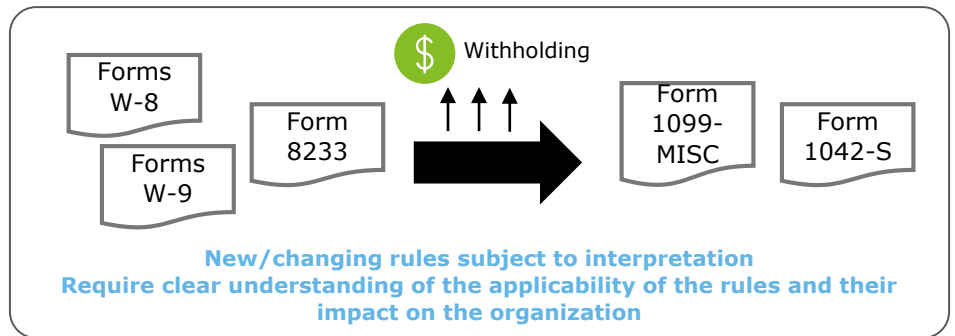 Forms
W-8
Forms
W-9
Form
8233
$ Withholding
Form
1099-
MISC
Form
1042-S
New/changing rules subject to interpretation
Require clear understanding of the applicability of the rules and their
impact on the organization